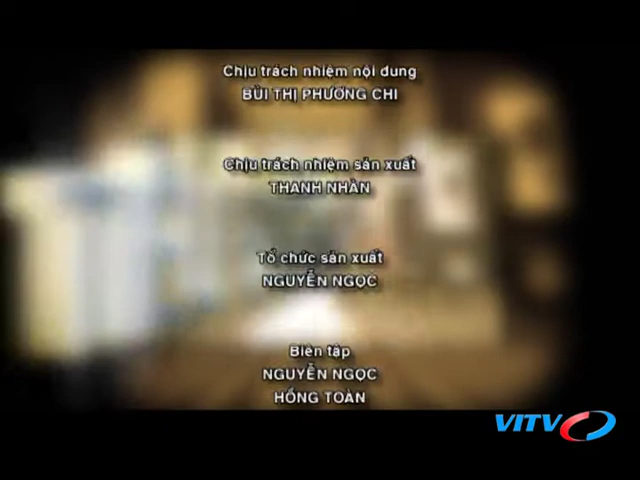 Chịu trách nhiệm nội dung
BÙI THỊ PHƯƠNG CHI
Chịu trách nhiệm sản xuất
THANH NHÀN
Tổ chức sản xuất
NGUYỄN NGỌC
Biên tập
NGUYỄN NGỌC
HỒNG TOÀN
VITV